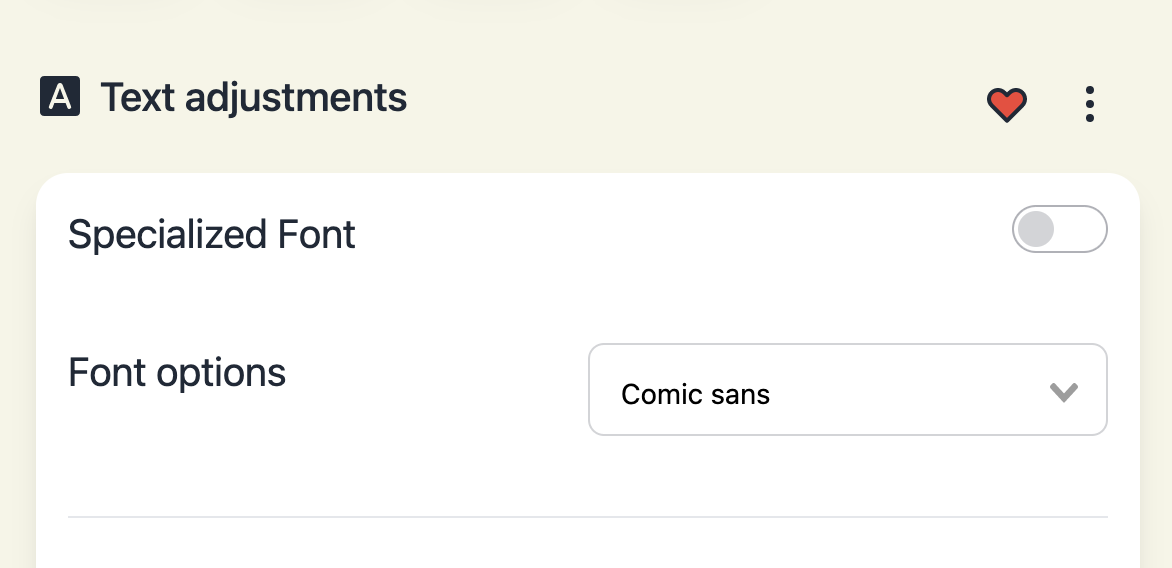 A Text adjustments
Specialized Font
Font options
Comic sans